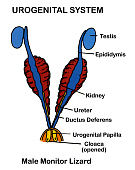 UROGENITAL SYSTEM
Testis
Epididymis
Kidney
Ureter
Ductus Deferens
Urogenital Papilla
Cloaca
(opened)
Male Monitor Lizard